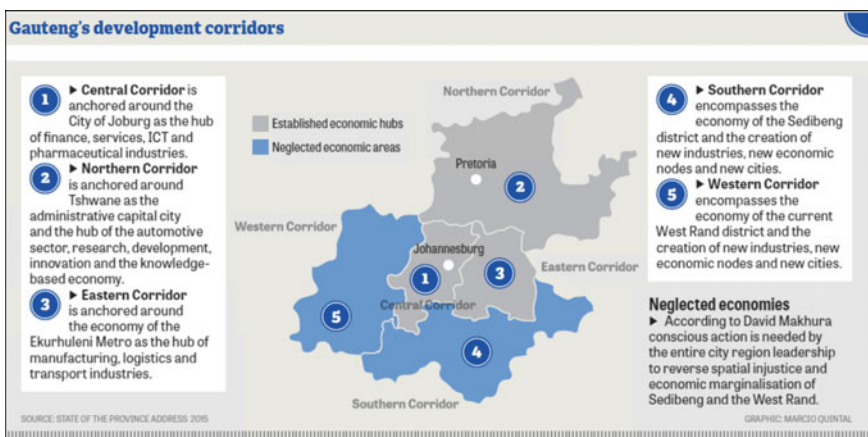 Gauteng's development corridors
1
▶ Central Corridor is
anchored around the
City of Joburg as the hub
of finance, services, ICT and
pharmaceutical industries.
2
▶ Northern Corridor
is anchored around
Tshwane as the
administrative capital city
and the hub of the automotive
sector, research, development,
innovation and the knowledge-
based economy.
3
▶ Eastern Corridor
is anchored around
the economy of the
Ekurhuleni Metro as the hub of
manufacturing, logistics and
transport industries.
SOURCE: STATE OF THE PROVINCE ADDRESS 2015
Established economic hubs
Neglected economic areas
Northern Corridor
Pretoria
2
Western Corridor
Johannesburg
Eastern Corridor
1
3
Central Corridor
5
4
Southern Corridor
4
▶ Southern Corridor
encompasses the
economy of the Sedibeng
district and the creation of
new industries, new economic
nodes and new cities.
5
▶ Western Corridor
encompasses the
economy of the current
West Rand district and the
creation of new industries, new
economic nodes and new cities.
Neglected economies
▶ According to David Makhura
conscious action is needed by
the entire city region leadership
to reverse spatial injustice and
economic marginalisation of
Sedibeng and the West Rand.
GRAPHIC: MARCIO QUINTAL